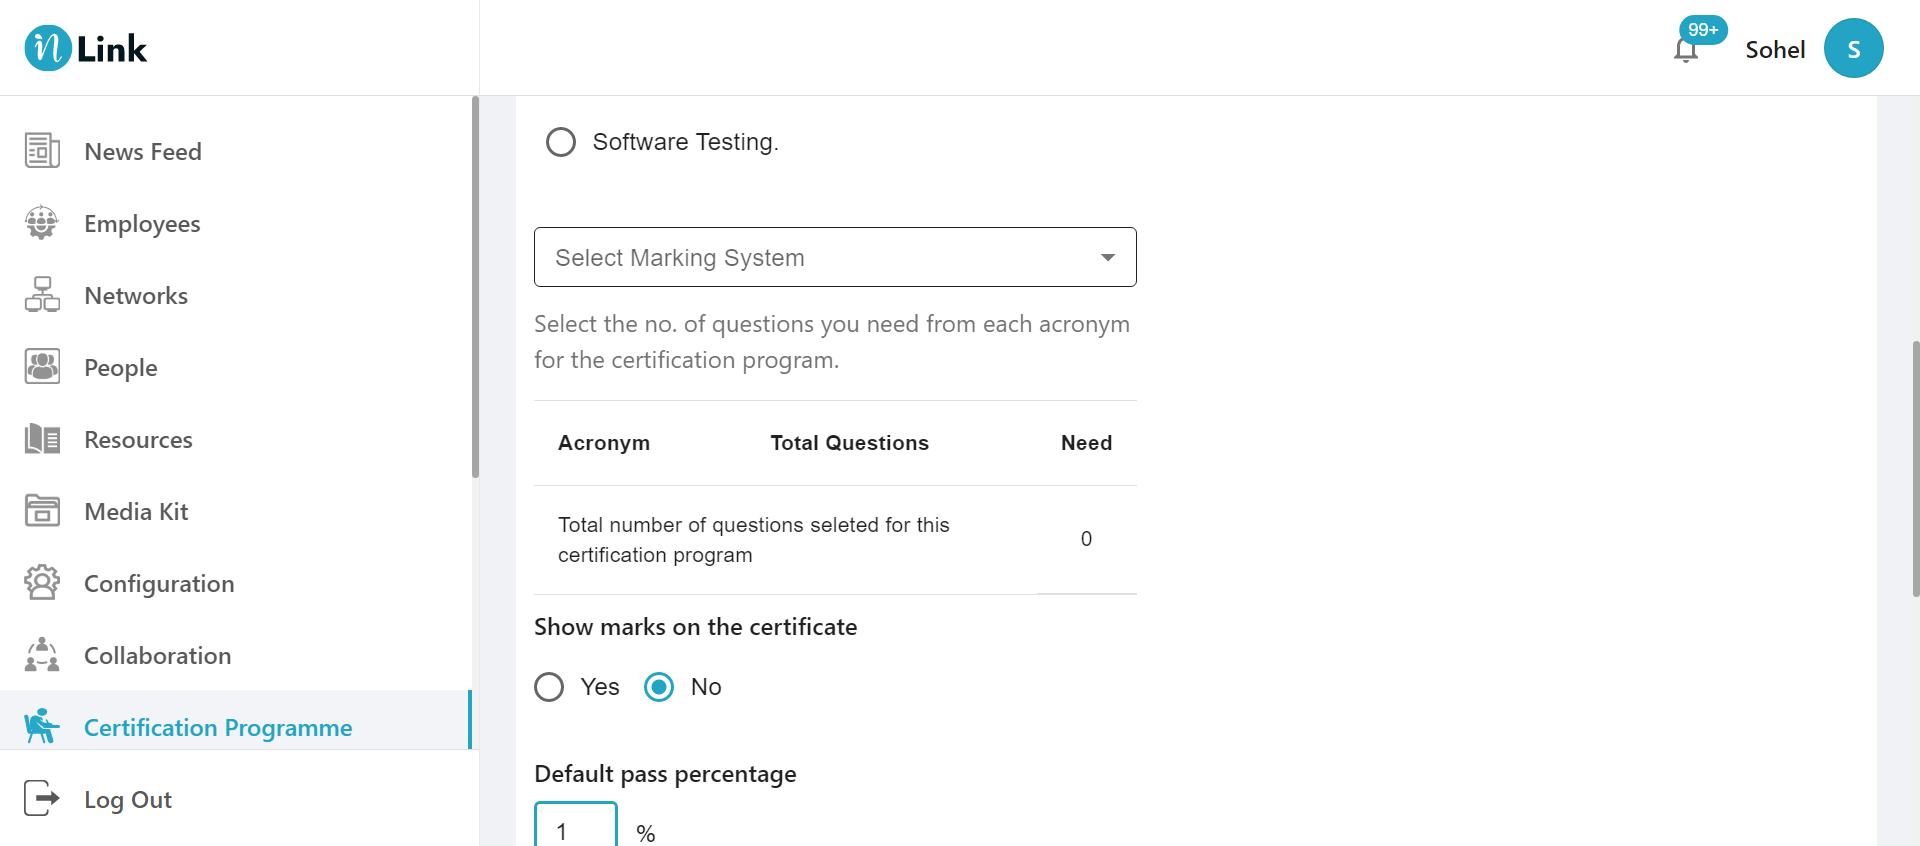 n Link
99+
Sohel
S
News Feed
Employees
Networks
People
Resources
Media Kit
Configuration
Collaboration
Certification Programme
Log Out
Software Testing.
Select Marking System
Select the no. of questions you need from each acronym
for the certification program.
Acronym Total Questions Need
Total number of questions seleted for this
certification program
0
Show marks on the certificate
Yes No
Default pass percentage
1 %